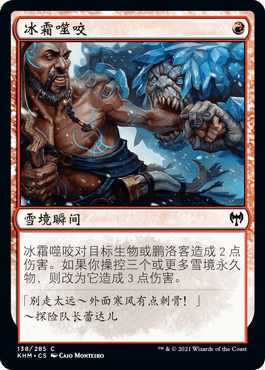 冰霜噬咬
雪境瞬间
冰霜噬咬对目标生物或鹏洛客造成2点
伤害。如果你操控三个或更多雪境永久
物，则改为它造成3点伤害。
「别走太远～外面寒风有点刺骨！」
～探险队长蕾达儿
138/285 C
KHM • CS Caio Monteiro
™ & © 2021 Wizards of the Coast